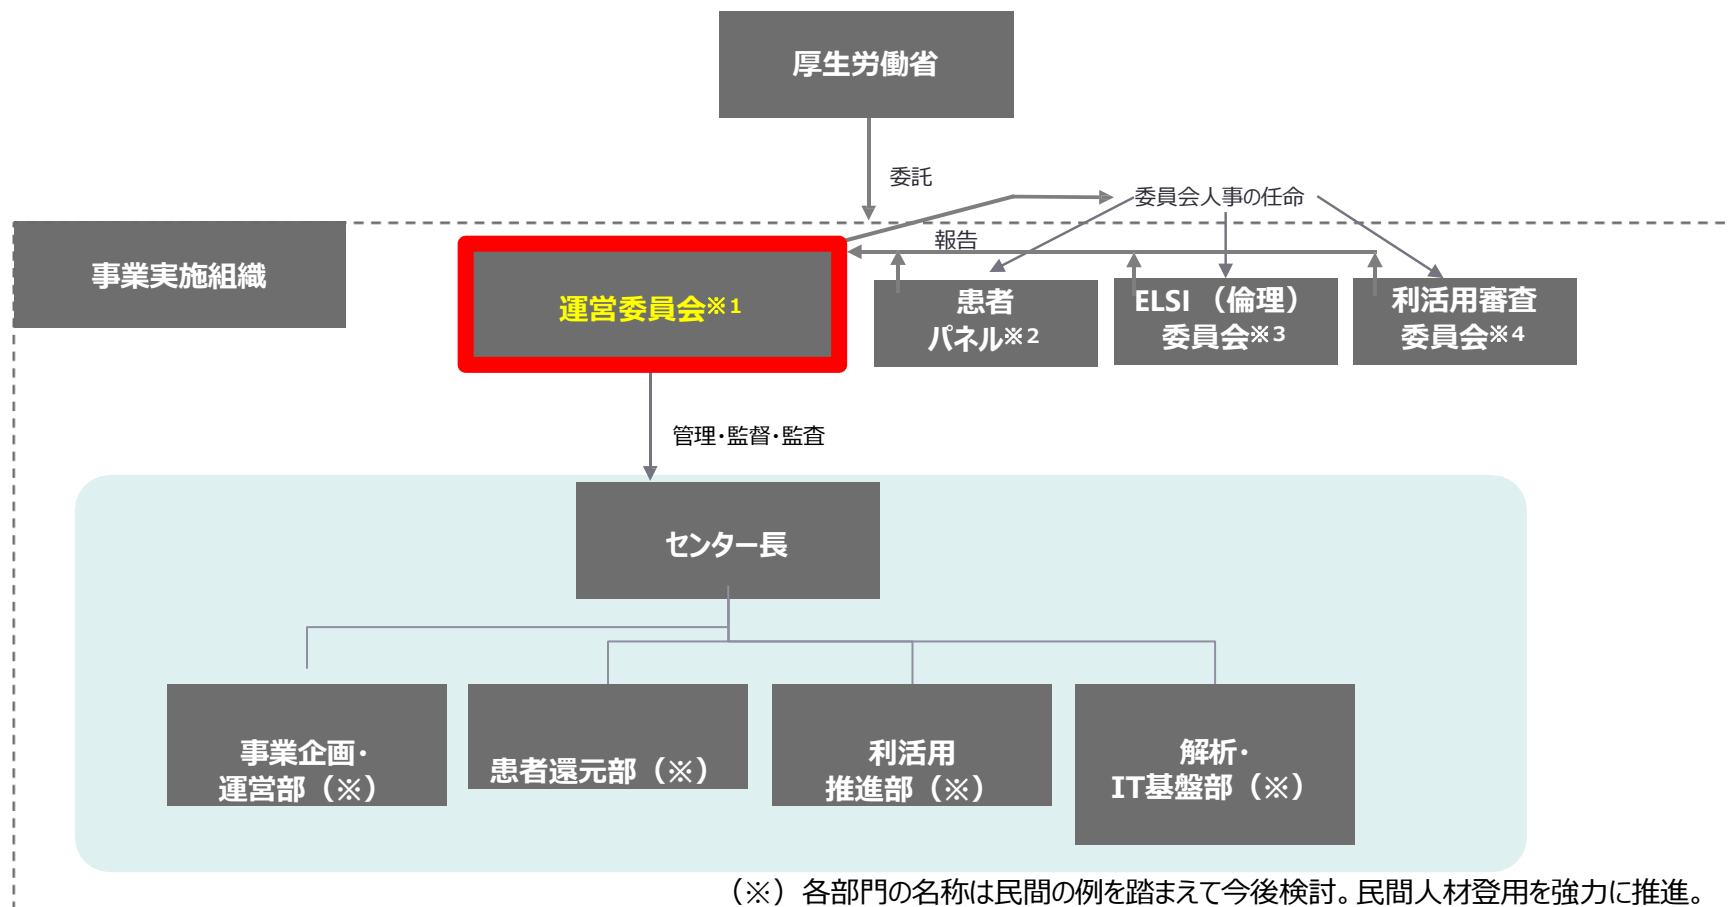 厚生労働省
委託
委員会人事の任命
事業実施組織
報告
運営委員会※1
患者
パネル※2
ELSI（倫理）
委員会※3
利活用審査
委員会※4
管理・監督・監査
センター長
事業企画・
運営部（※）
患者還元部（※）
利活用
推進部（※）
解析・
IT基盤部（※）
（※）各部門の名称は民間の例を踏まえて今後検討。民間人材登用を強力に推進。